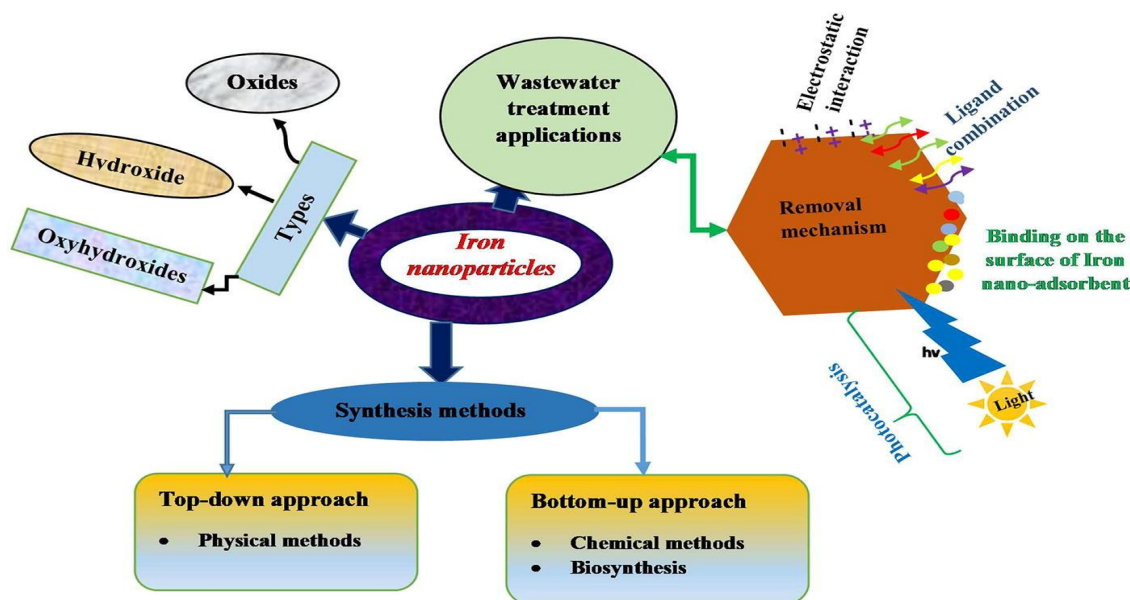 Oxides
Hydroxide
Oxyhydroxides
Types
Wastewater
treatment
applications
Iron
nanoparticles
Electrostatic
interaction
Ligand
combination
Removal
mechanism
Binding on the
surface of Iron
nano-adsorbent
hv
Light
Photocatalysis
Synthesis methods
Top-down approach
• Physical methods
Bottom-up approach
• Chemical methods
• Biosynthesis